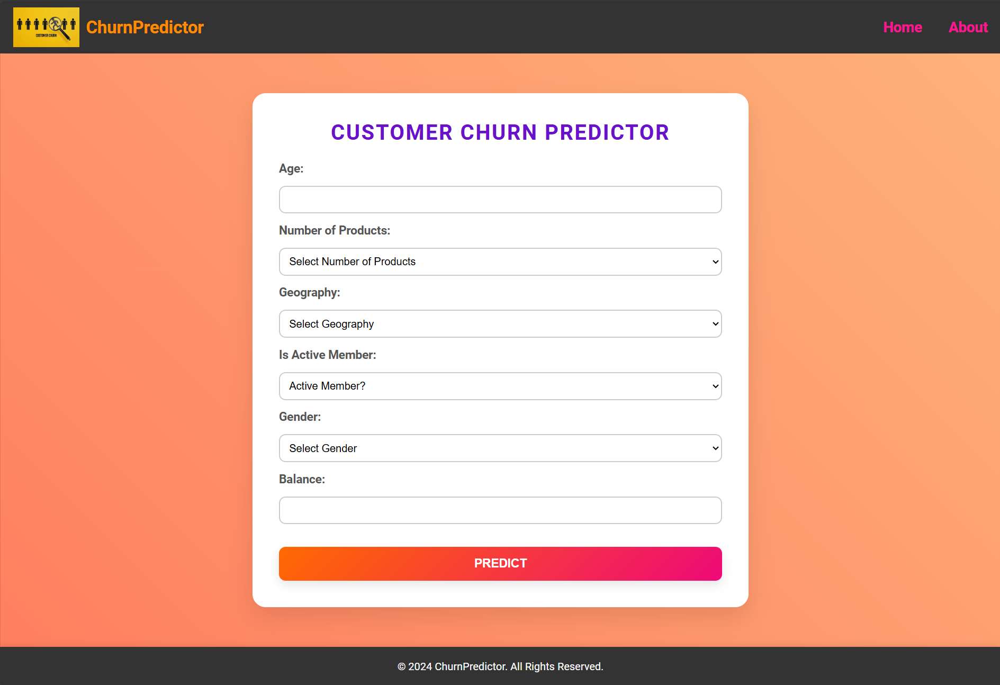 CUSTOMER CHURN
ChurnPredictor
Home
About
CUSTOMER CHURN PREDICTOR
Age:
Number of Products:
Select Number of Products
Geography:
Select Geography
Is Active Member:
Active Member?
Gender:
Select Gender
Balance:
PREDICT
© 2024 ChurnPredictor. All Rights Reserved.